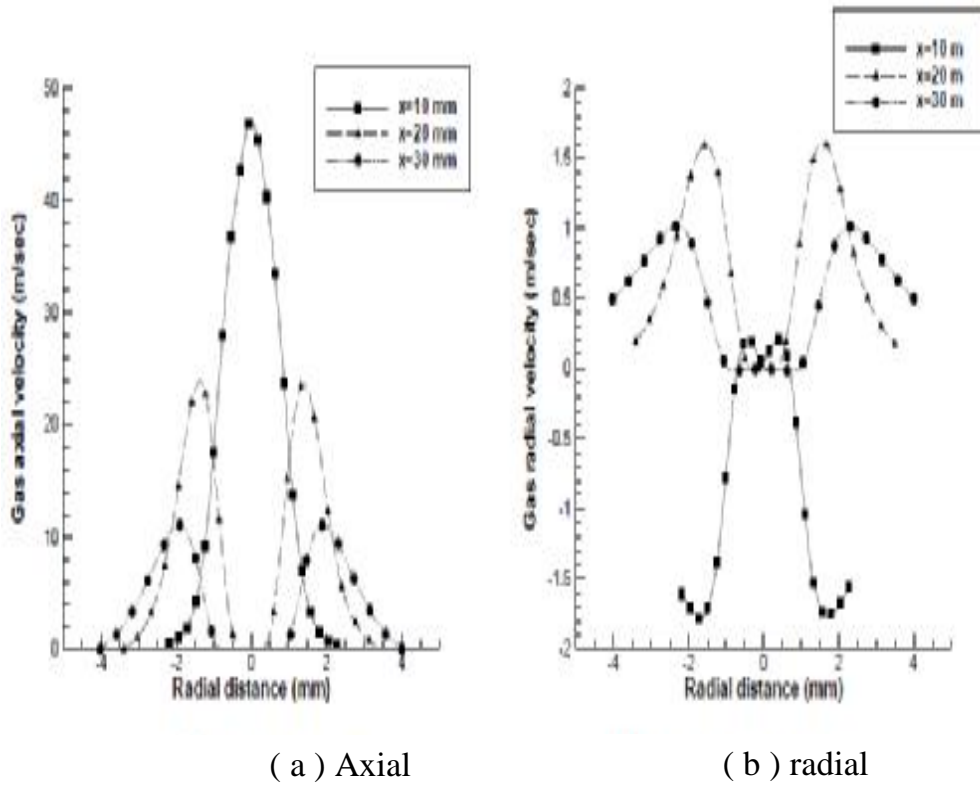 x=10 mm
x=20 mm
x=30 mm
50
40
30
20
10
0
Gas axial velocity (m/sec)
-4 -2 0 2 4
Radial distance (mm)
x=10 m
x=20 m
x=30 m
2
1.5
1
0.5
0
-0.5
-1
-1.5
-2
Gas radial velocity (m/sec)
-4 -2 0 2 4
Radial distance (mm)
( a ) Axial
( b ) radial